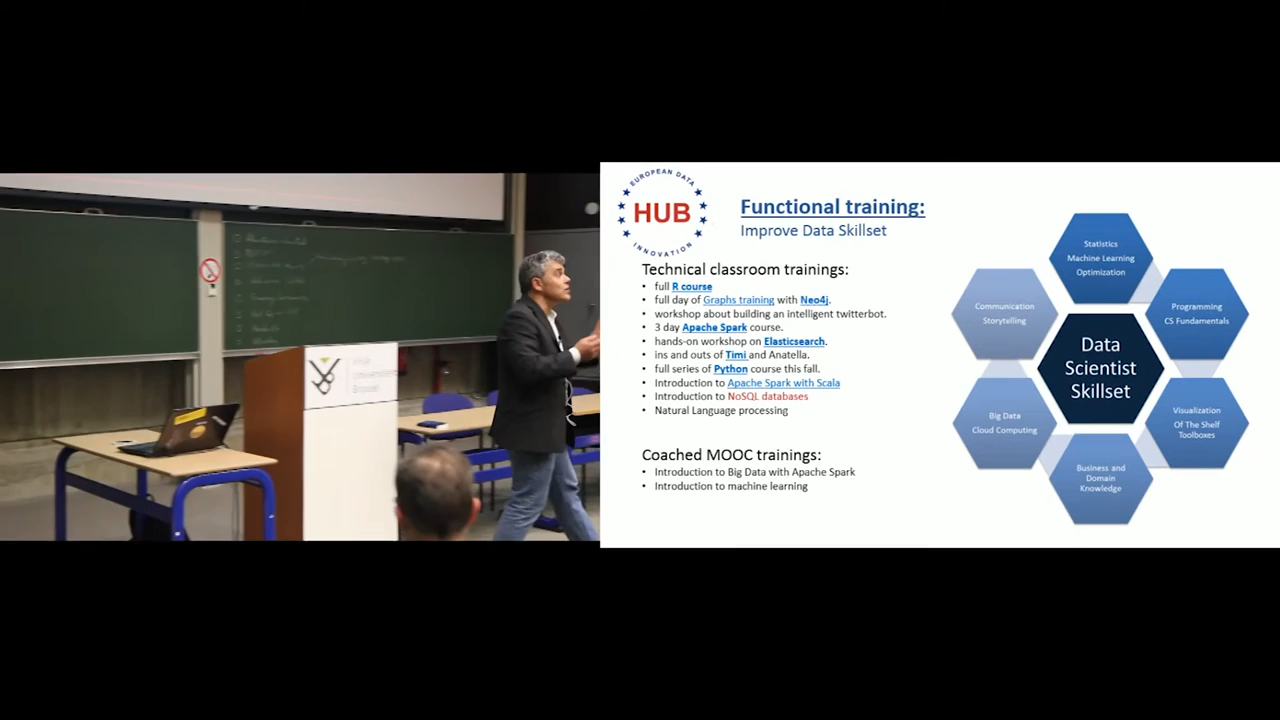 EUROPEAN DATA
HUB
INNOVATION
Functional training:
Improve Data Skillset
Technical classroom trainings:
• full R course
• full day of Graphs training with Neo4j.
• workshop about building an intelligent twitterbot.
• 3 day Apache Spark course.
• hands-on workshop on Elasticsearch.
• ins and outs of Timi and Anatella.
• full series of Python course this fall.
• Introduction to Apache Spark with Scala
• Introduction to NoSQL databases
• Natural Language processing
Coached MOOC trainings:
• Introduction to Big Data with Apache Spark
• Introduction to machine learning
Statistics
Machine Learning
Optimization
Communication
Storytelling
Programming
CS Fundamentals
Data
Scientist
Skillset
Big Data
Cloud Computing
Visualization
Of The Shelf
Toolboxes
Business and
Domain
Knowledge